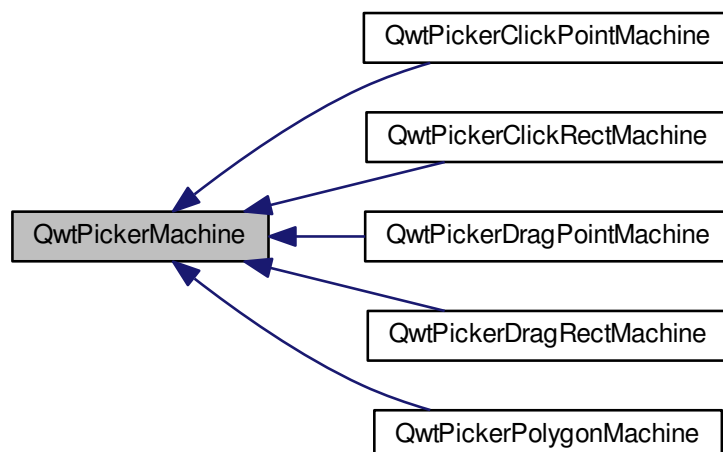 QwtPickerClickPointMachine
QwtPickerClickRectMachine
QwtPickerMachine
QwtPickerDragPointMachine
QwtPickerDragRectMachine
QwtPickerPolygonMachine